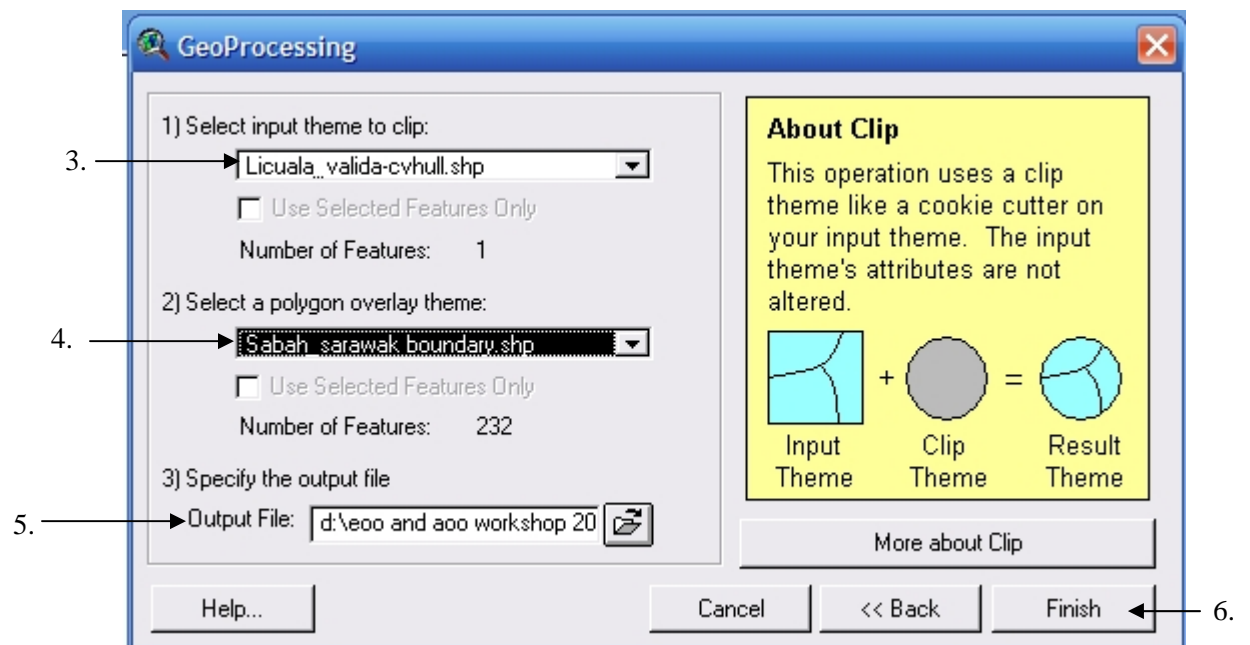 GeoProcessing
1) Select input theme to clip:
3.
Licuala_valida-cvhull.shp
Use Selected Features Only
Number of Features: 1
2) Select a polygon overlay theme:
4.
Sabah_sarawak boundary.shp
Use Selected Features Only
Number of Features: 232
3) Specify the output file
5.
Output File: d:\eoo and aoo workshop 20
About Clip
This operation uses a clip
theme like a cookie cutter on
your input theme. The input
theme's attributes are not
altered.
+ =
Input Clip Result
Theme Theme Theme
More about Clip
Help... Cancel << Back Finish
6.